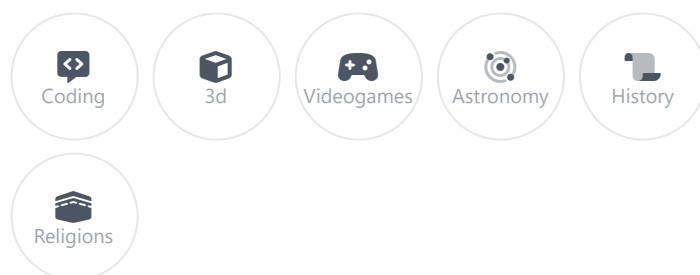 Coding
3d
Videogames
Astronomy
History
Religions